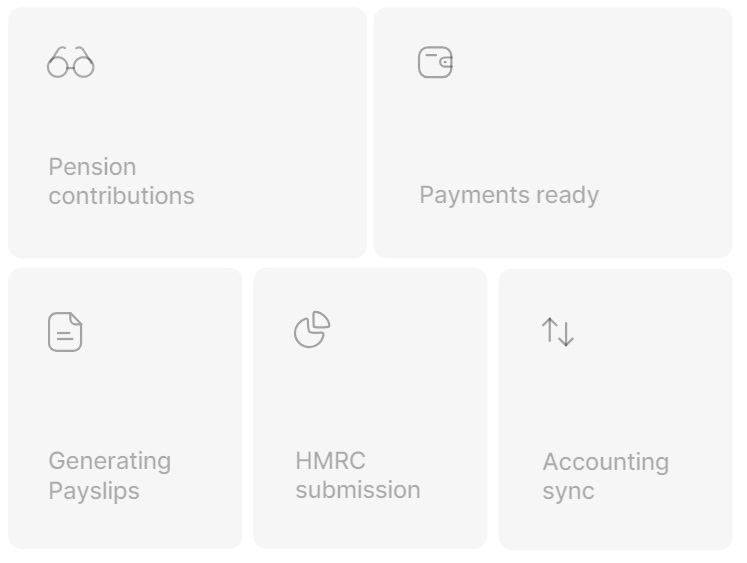 Pension
contributions
Payments ready
Generating
Payslips
HMRC
submission
Accounting
sync